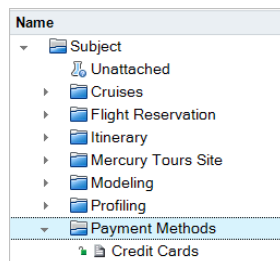 Name
Subject
Unattached
Cruises
Flight Reservation
Itinerary
Mercury Tours Site
Modeling
Profiling
Payment Methods
Credit Cards